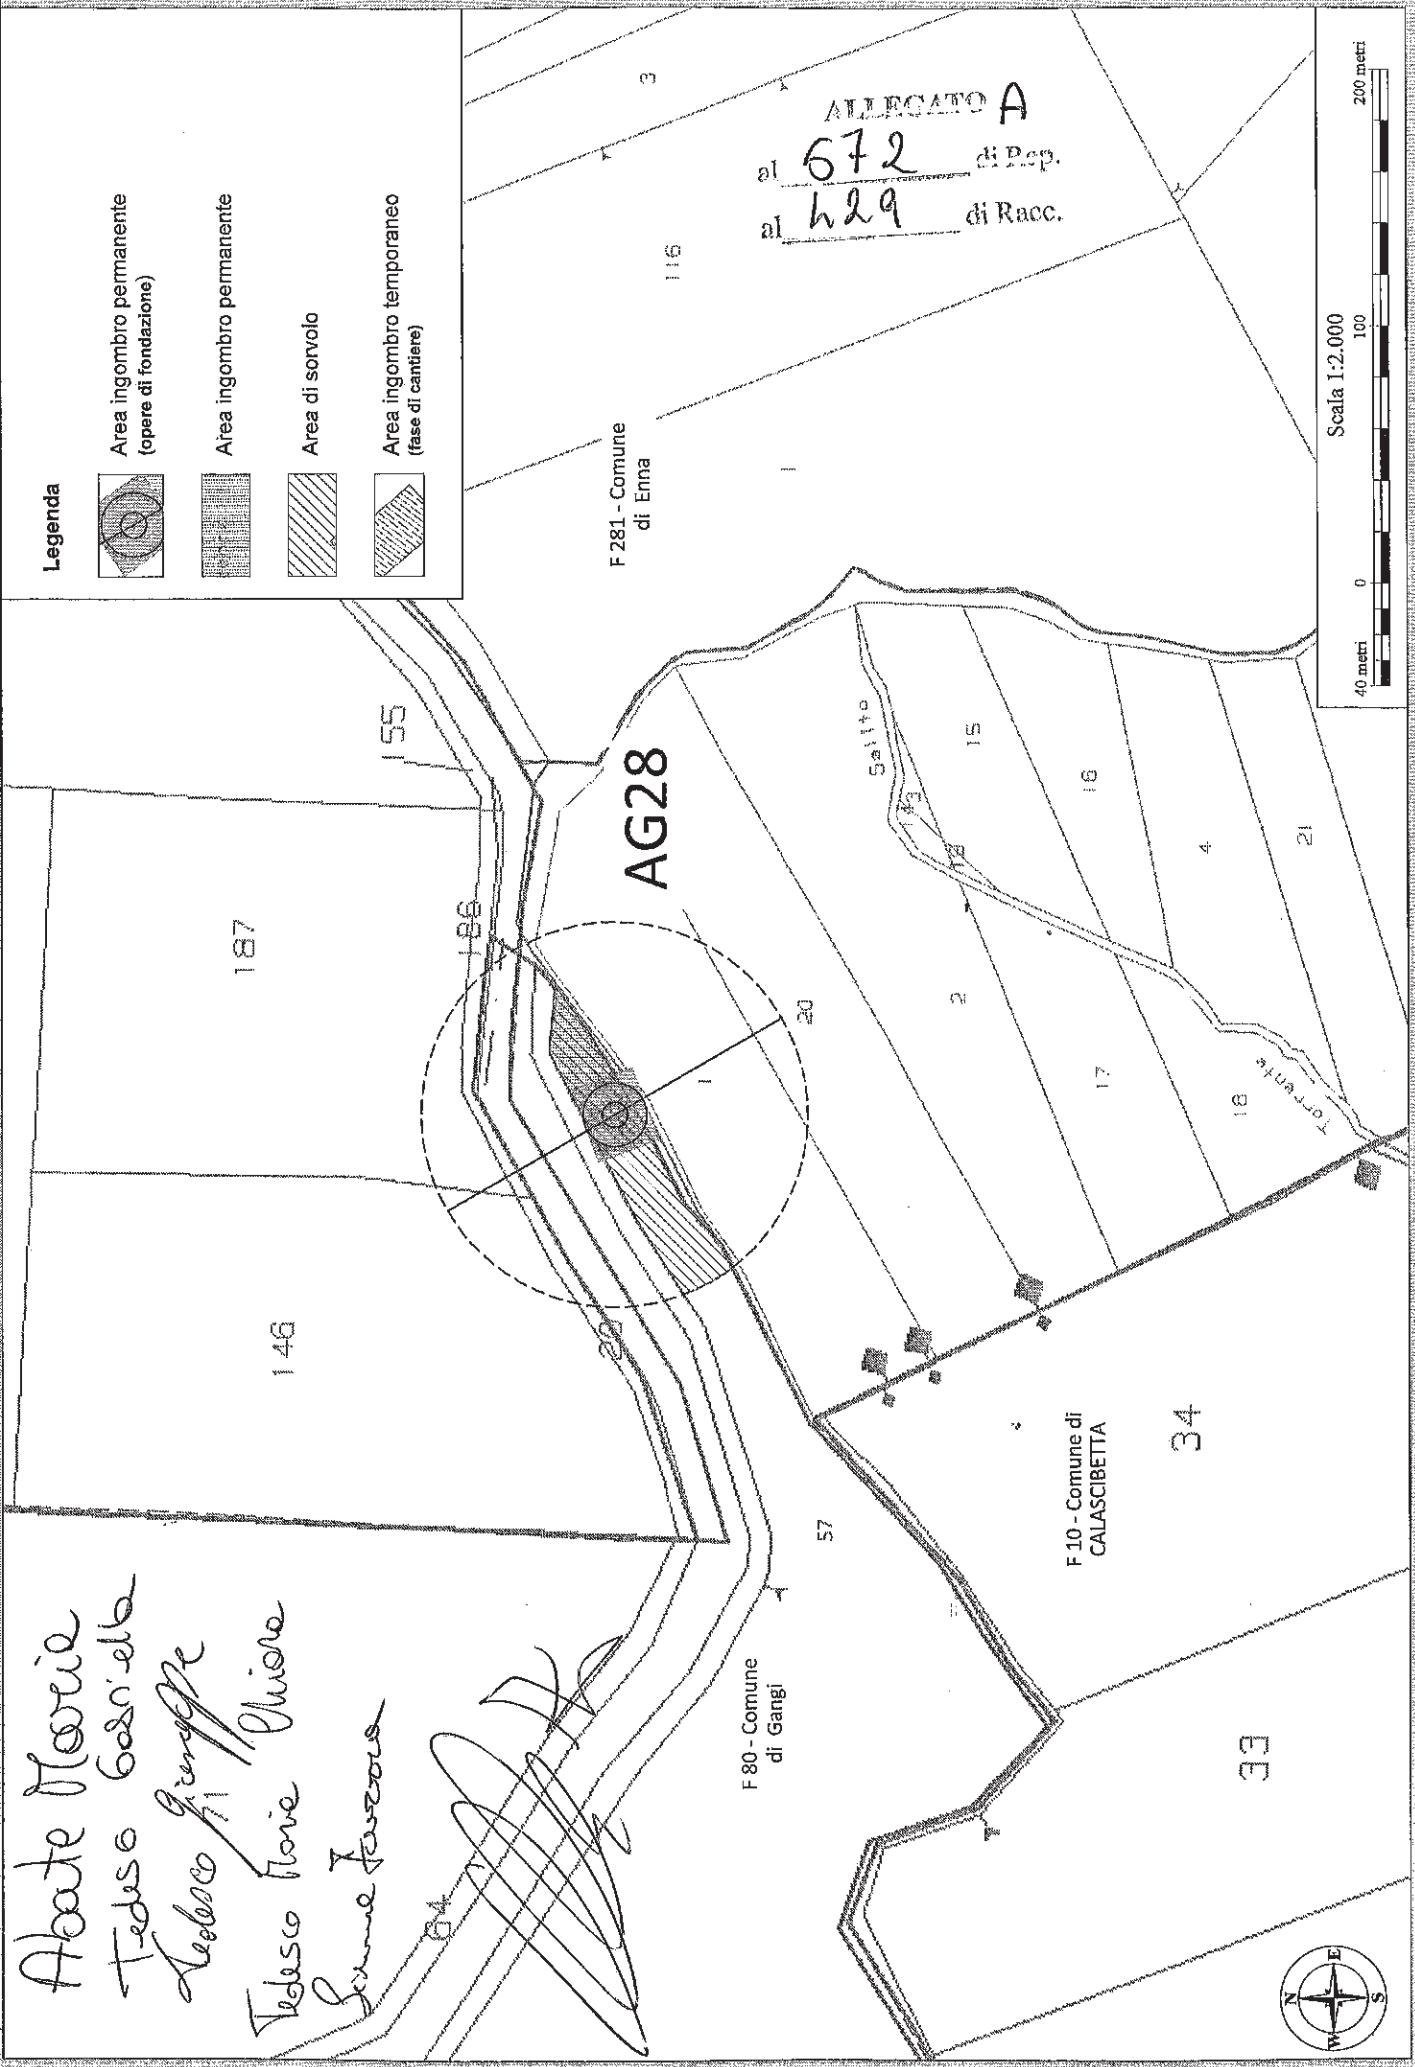 Abate Maria
Tedesco Gabriella
Tedesco Giuseppe
Tedesco Maria Chiara
Legenda
Area ingombro permanente
(opere di fondazione)
Area ingombro permanente
Area di sorvolo
Area ingombro temporaneo
(fase di cantiere)
ALLEGATO A
al 672 di Rep.
al 429 di Racc.
146
187
155
186
20
84
3
116
F 281 - Comune
di Enna
1
AG28
1
20
Salito
15
16
4
21
2
17
18
Torrente
57
F 80 - Comune
di Gangi
F 10 - Comune di
CALASCIBETTA
34
33
N
E
S
W
Scala 1:2.000
40 metri
0
100
200 metri